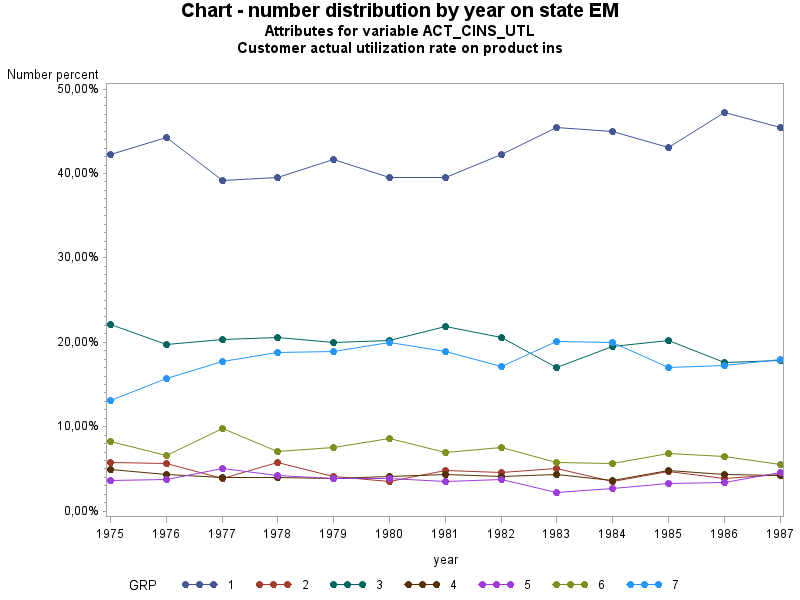 Chart - number distribution by year on state EM
Attributes for variable ACT_CINS_UTL
Customer actual utilization rate on product ins
Number percent
50,00%
40,00%
30,00%
20,00%
10,00%
0,00%
1975 1976 1977 1978 1979 1980 1981 1982 1983 1984 1985 1986 1987
year
GRP 1 2 3 4 5 6 7